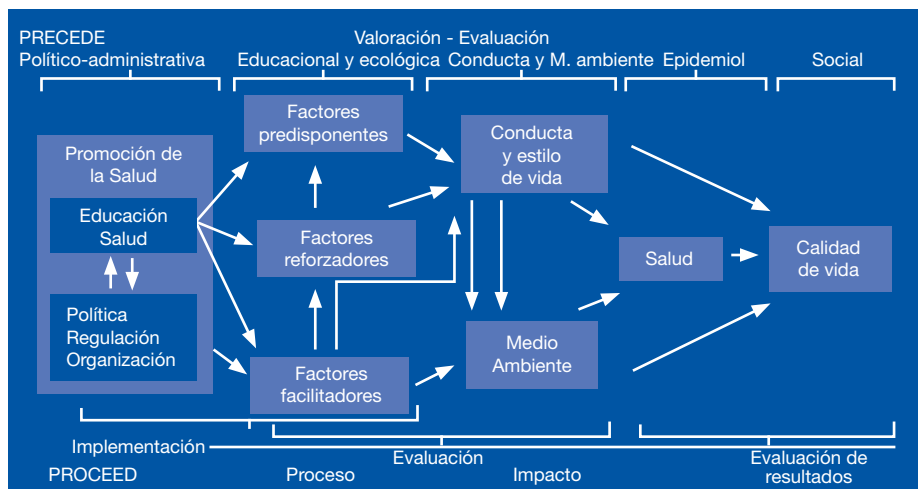 PRECEDE
Valoración - Evaluación
Político-administrativa
Educacional y ecológica
Conducta y M. ambiente
Epidemiol
Social
Promoción de
la Salud
Educación
Salud
Política
Regulación
Organización
Factores
predisponentes
Factores
reforzadores
Factores
facilitadores
Conducta
y estilo
de vida
Medio
Ambiente
Salud
Calidad
de vida
Implementación
Evaluación
Evaluación de
resultados
PROCEED
Proceso
Impacto